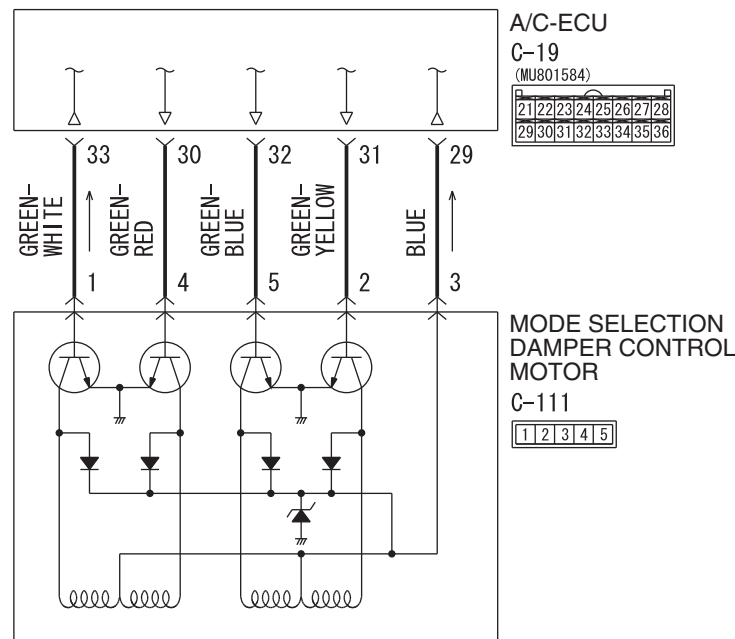 A/C-ECU
C-19
(MU801584)
21 22 23 24 25 26 27 28
29 30 31 32 33 34 35 36
33 30 32 31 29
GREEN-WHITE
GREEN-RED
GREEN-BLUE
GREEN-YELLOW
BLUE
1 4 5 2 3
MODE SELECTION
DAMPER CONTROL
MOTOR
C-111
1 2 3 4 5